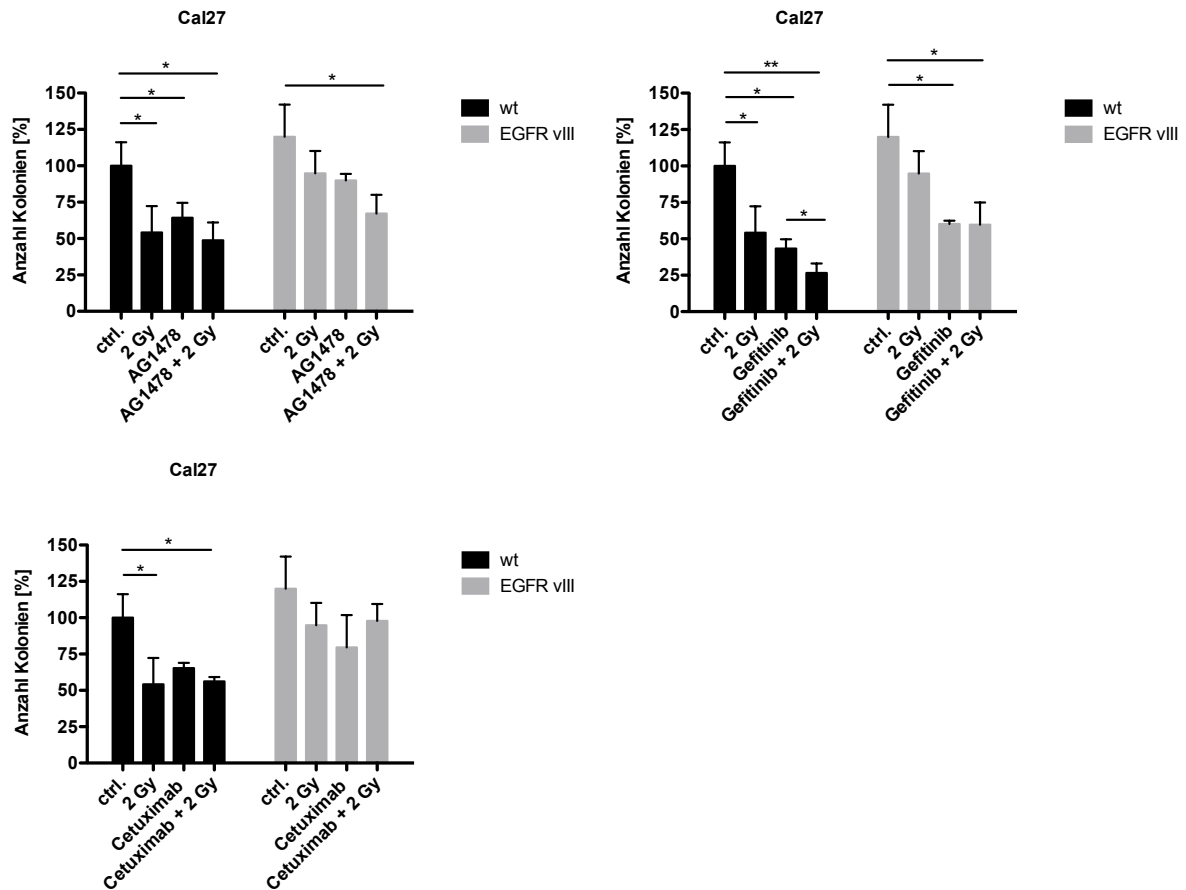 Cal27
*
*
*
*
Anzahl Kolonien [%]
150
125
100
75
50
25
0
ctrl.
2 Gy
AG1478
AG1478 + 2 Gy
ctrl.
2 Gy
AG1478
AG1478 + 2 Gy
wt
EGFR vIII
Cal27
*
**
*
*
*
*
Anzahl Kolonien [%]
150
125
100
75
50
25
0
ctrl.
2 Gy
Gefitinib
Gefitinib + 2 Gy
ctrl.
2 Gy
Gefitinib
Gefitinib + 2 Gy
wt
EGFR vIII
Cal27
*
*
Anzahl Kolonien [%]
150
125
100
75
50
25
0
ctrl.
2 Gy
Cetuximab
Cetuximab + 2 Gy
ctrl.
2 Gy
Cetuximab
Cetuximab + 2 Gy
wt
EGFR vIII